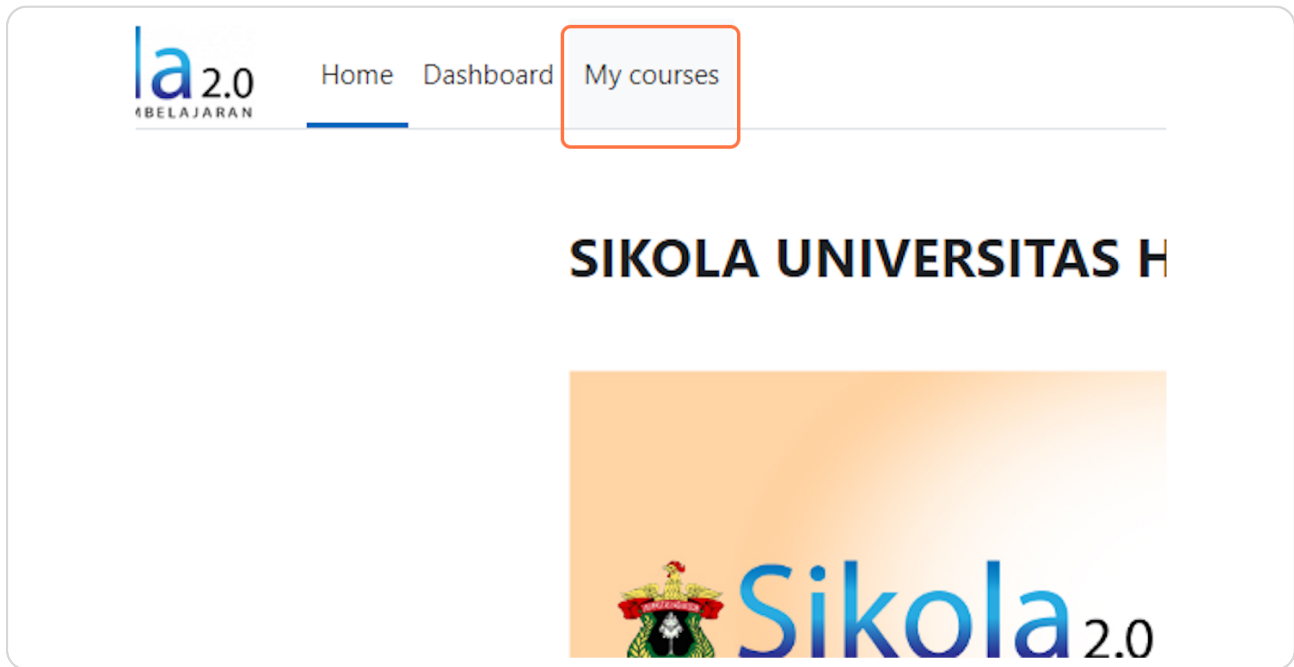 la 2.0
MBELAJARAN
Home Dashboard My courses
SIKOLA UNIVERSITAS H
Sikola 2.0